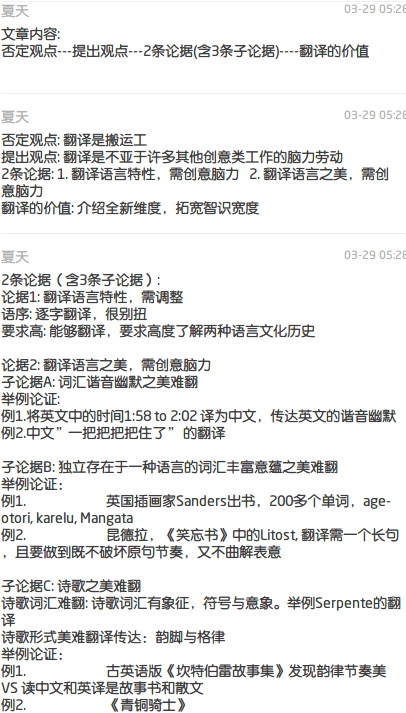 夏天 03-29 05:28
文章内容:
否定观点---提出观点---2条论据(含3条子论据)----翻译的价值
夏天 03-29 05:28
否定观点: 翻译是搬运工
提出观点: 翻译是不亚于许多其他创意类工作的脑力劳动
2条论据: 1. 翻译语言特性，需创意脑力 2. 翻译语言之美，需创
意脑力
翻译的价值: 介绍全新维度，拓宽智识宽度
夏天 03-29 05:28
2条论据（含3条子论据）:
论据1: 翻译语言特性，需调整
语序: 逐字翻译，很别扭
要求高: 能够翻译，要求高度了解两种语言文化历史
论据2: 翻译语言之美，需创意脑力
子论据A: 词汇谐音幽默之美难翻
举例论证:
例1.将英文中的时间1:58 to 2:02 译为中文，传达英文的谐音幽默
例2.中文”一把把把把住了”的翻译
子论据B: 独立存在于一种语言的词汇丰富意蕴之美难翻
举例论证：
例1. 英国插画家Sanders出书，200多个单词，age-
otori, karelu, Mangata
例2. 昆德拉，《笑忘书》中的Litost, 翻译需一个长句
，且要做到既不破坏原句节奏，又不曲解表意
子论据C: 诗歌之美难翻
诗歌词汇难翻: 诗歌词汇有象征，符号与意象。举例Serpente的翻
译
诗歌形式美难翻译传达：韵脚与格律
举例论证：
例1. 古英语版《坎特伯雷故事集》发现韵律节奏美
VS 读中文和英译是故事书和散文
例2. 《青铜骑士》